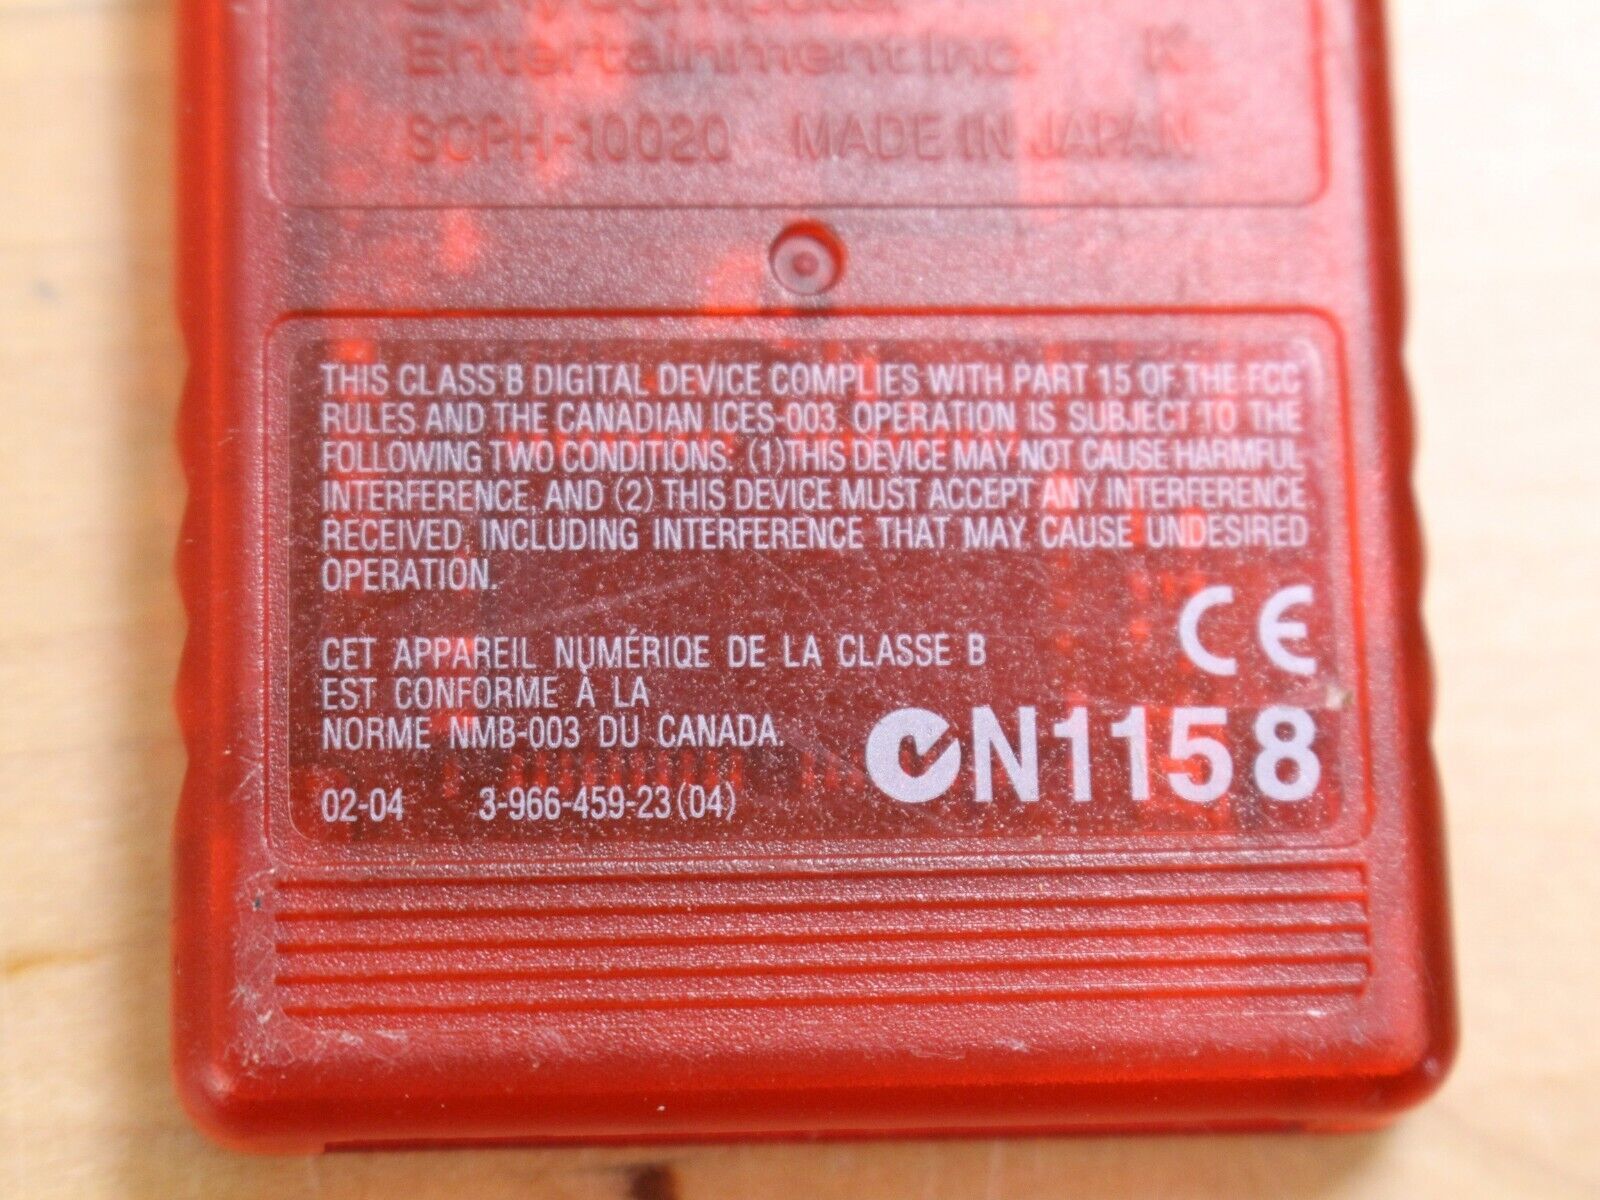 Sony Computer
Entertainment Inc. K
SCPH-10020 MADE IN JAPAN
THIS CLASS B DIGITAL DEVICE COMPLIES WITH PART 15 OF THE FCC
RULES AND THE CANADIAN ICES-003. OPERATION IS SUBJECT TO THE
FOLLOWING TWO CONDITIONS: (1)THIS DEVICE MAY NOT CAUSE HARMFUL
INTERFERENCE, AND (2) THIS DEVICE MUST ACCEPT ANY INTERFERENCE
RECEIVED, INCLUDING INTERFERENCE THAT MAY CAUSE UNDESIRED
OPERATION.
CET APPAREIL NUMÉRIQE DE LA CLASSE B
EST CONFORME À LA
NORME NMB-003 DU CANADA.
CE
N1158
02-04 3-966-459-23(04)